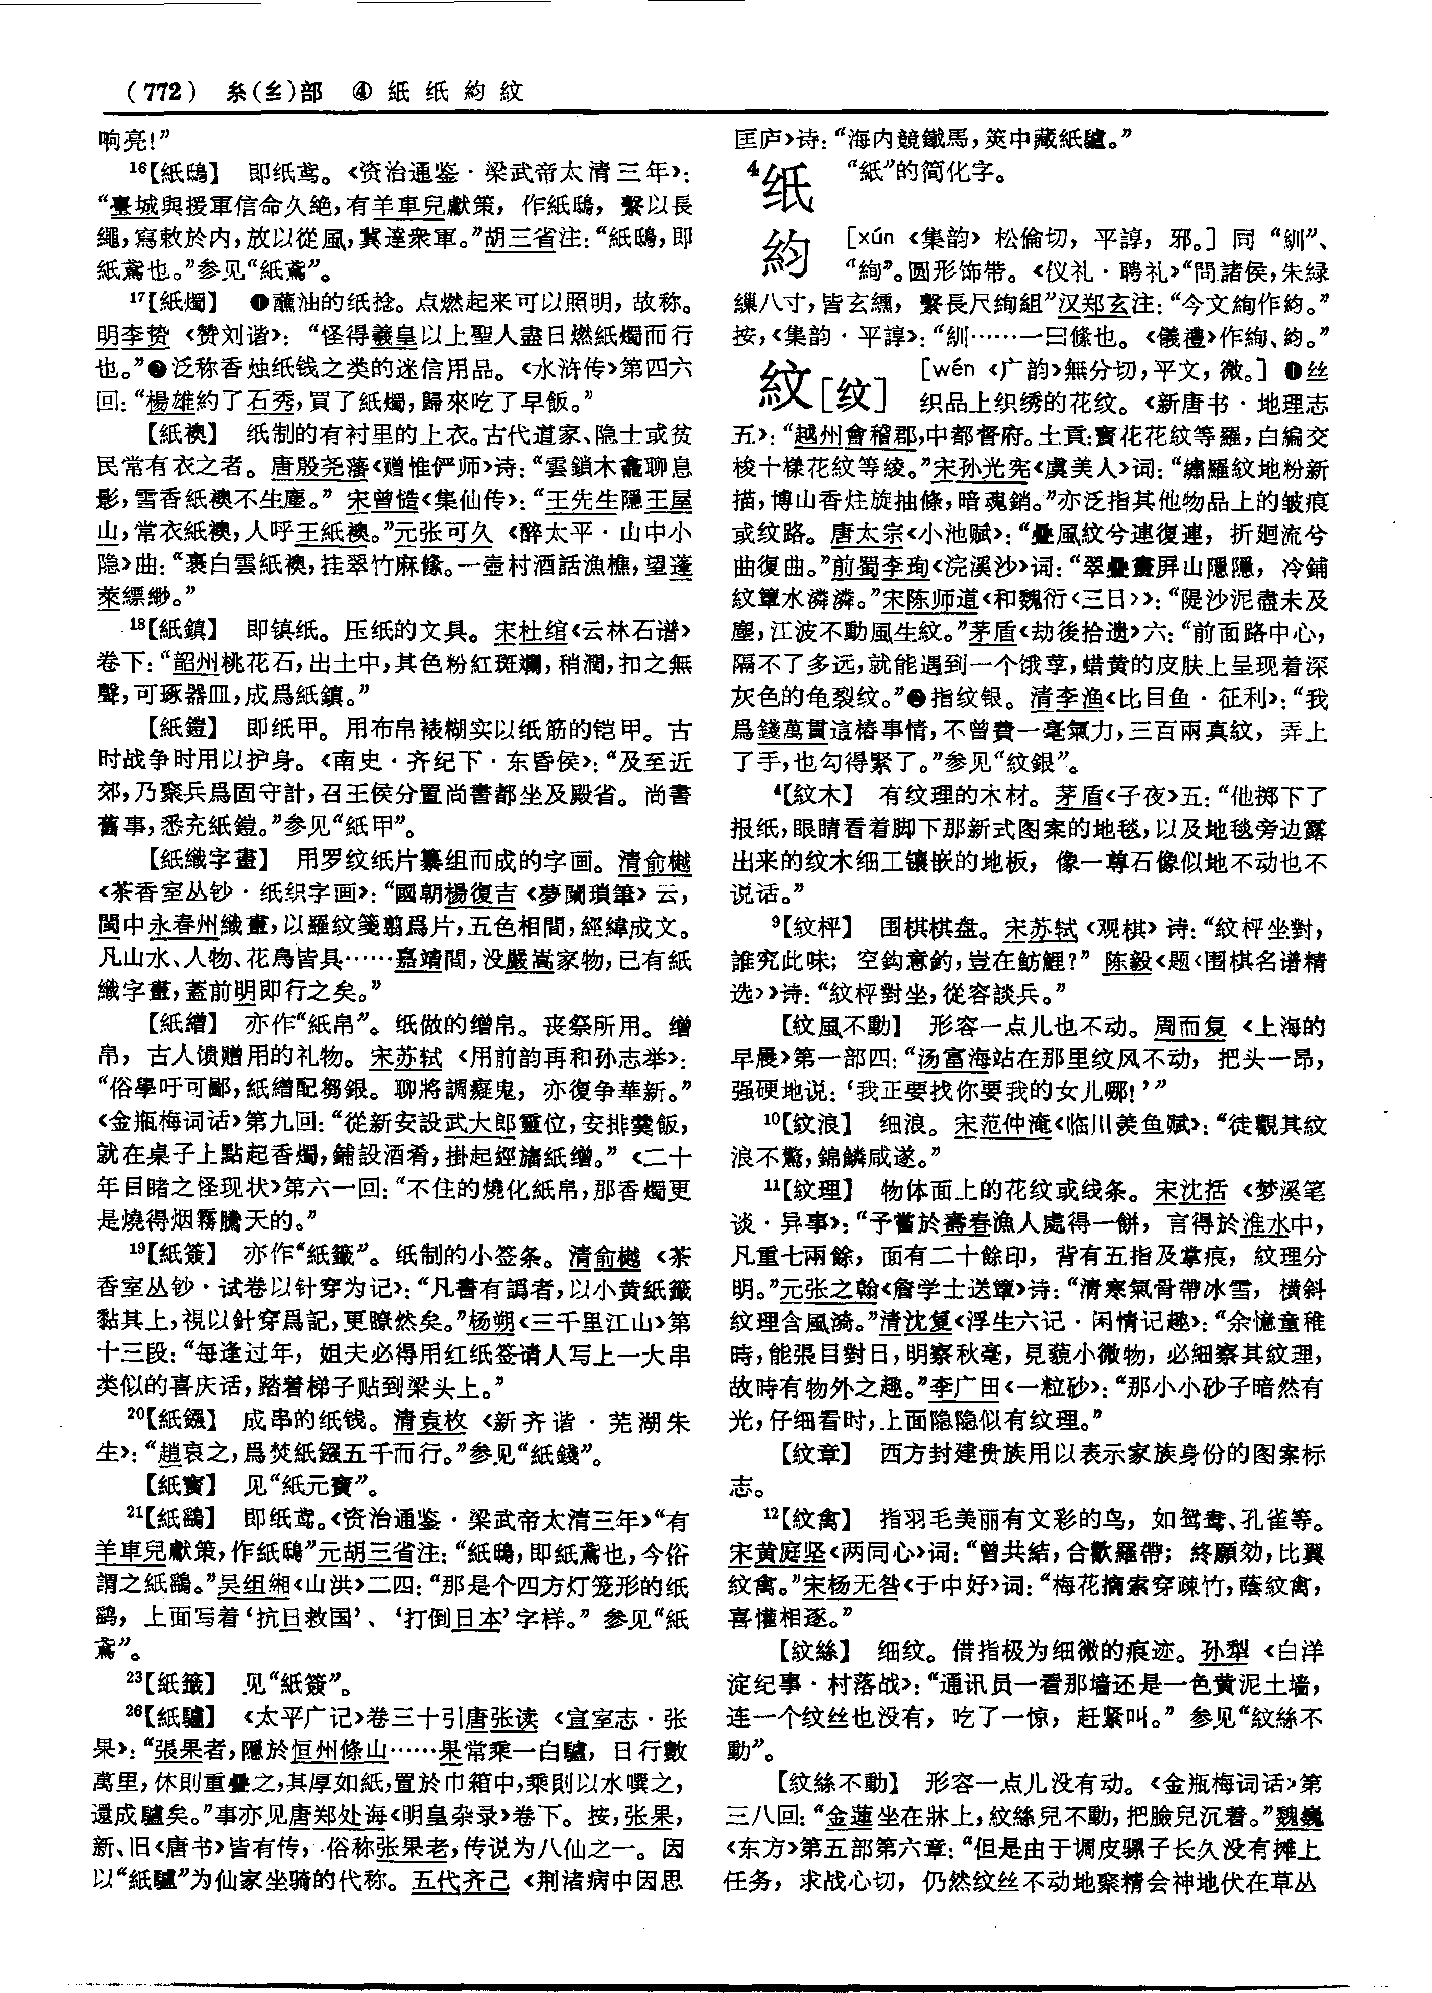 (772) 糸(纟)部 ④ 紙 纸 約 紋
响亮!”
¹⁶【紙鴟】 即纸鸢。《资治通鉴·梁武帝太清三年》:
“臺城與援軍信命久絶,有羊車兒獻策,作紙鴟,繫以長
繩,寫敕於内,放以從風,冀達衆軍。”胡三省注:“紙鴟,即
紙鳶也。”参见“紙鳶”。
¹⁷【紙燭】 ❶蘸油的纸捻。点燃起来可以照明,故称。
明李贽《赞刘谐》:“怪得羲皇以上聖人盡日燃紙燭而行
也。”❷泛称香烛纸钱之类的迷信用品。《水浒传》第四六
回:“楊雄約了石秀,買了紙燭,歸來吃了早飯。”
【紙襖】 纸制的有衬里的上衣。古代道家、隐士或贫
民常有衣之者。唐殷尧藩《赠惟俨师》诗:“雲鎖木龕聊息
影,雪香紙襖不生塵。”宋曾慥《集仙传》:“王先生隱王屋
山,常衣紙襖,人呼王紙襖。”元张可久《醉太平·山中小
隐》曲:“裹白雲紙襖,挂翠竹麻絛。一壺村酒話漁樵,望蓬
萊縹緲。”
¹⁸【紙鎮】 即镇纸。压纸的文具。宋杜绾《云林石谱》
卷下:“韶州桃花石,出土中,其色粉紅斑斕,稍潤,扣之無
聲,可琢器皿,成爲紙鎮。”
【紙鎧】 即纸甲。用布帛裱糊实以纸筋的铠甲。古
时战争时用以护身。《南史·齐纪下·东昏侯》:“及至近
郊,乃聚兵爲固守計,召王侯分置尚書都坐及殿省。尚書
舊事,悉充紙鎧。”参见“紙甲”。
【紙織字畫】 用罗纹纸片纂组而成的字画。清俞樾
《茶香室丛钞·纸织字画》:“國朝楊復吉《夢闌瑣筆》云,
閩中永春州織畫,以羅紋箋翦爲片,五色相間,經緯成文。
凡山水、人物、花鳥皆具……嘉靖間,没嚴嵩家物,已有紙
織字畫,蓋前明即行之矣。”
【紙繒】 亦作“紙帛”。纸做的缯帛。丧祭所用。缯
帛,古人馈赠用的礼物。宋苏轼《用前韵再和孙志举》:
“俗學吁可鄙,紙繒配芻銀。聊將調癡鬼,亦復争華新。”
《金瓶梅词话》第九回:“從新安設武大郎靈位,安排羹飯,
就在桌子上點起香燭,鋪設酒肴,掛起經旛紙缯。”《二十
年目睹之怪现状》第六一回:“不住的燒化紙帛,那香燭更
是燒得烟霧騰天的。”
¹⁹【紙簽】 亦作“紙籤”。纸制的小签条。清俞樾《茶
香室丛钞·试卷以针穿为记》:“凡書有譌者,以小黄紙籤
黏其上,視以針穿爲記,更瞭然矣。”杨朔《三千里江山》第
十三段:“每逢过年,姐夫必得用红纸签请人写上一大串
类似的喜庆话,踏着梯子贴到梁头上。”
²⁰【紙鏹】 成串的纸钱。清袁枚《新齐谐·芜湖朱
生》:“趙哀之,爲焚紙鏹五千而行。”参见“紙錢”。
【紙寶】 见“紙元寶”。
²¹【紙鷂】 即纸鸢。《资治通鉴·梁武帝太清三年》“有
羊車兒獻策,作紙鴟”元胡三省注:“紙鴟,即紙鳶也,今俗
謂之紙鷂。”吴组缃《山洪》二四:“那是个四方灯笼形的纸
鹞,上面写着‘抗日救国’、‘打倒日本’字样。”参见“紙
鳶”。
²³【紙籤】 见“紙簽”。
²⁶【紙驢】 《太平广记》卷三十引唐张读《宣室志·张
果》:“張果者,隱於恒州條山……果常乘一白驢,日行數
萬里,休則重疊之,其厚如紙,置於巾箱中,乘則以水噀之,
還成驢矣。”事亦见唐郑处诲《明皇杂录》卷下。按,张果,
新、旧《唐书》皆有传,俗称张果老,传说为八仙之一。因
以“紙驢”为仙家坐骑的代称。五代齐己《荆渚病中因思
匡庐》诗:“海内競鐵馬,篋中藏紙驢。”
⁴纸 “紙”的简化字。
紃 [xún 《集韵》松倫切,平諄,邪。] 同“紃”、
“絢”。圆形饰带。《仪礼·聘礼》“問諸侯,朱緑
繅八寸,皆玄纁,繫長尺絢組”汉郑玄注:“今文絢作約。”
按,《集韵·平諄》:“紃……一曰絛也。《儀禮》作絢、約。”
紋[纹] [wén 《广韵》無分切,平文,微。] ❶丝
织品上织绣的花纹。《新唐书·地理志
五》:“越州會稽郡,中都督府。土貢:寶花花紋等羅,白編交
梭十樣花紋等綾。”宋孙光宪《虞美人》词:“繡羅紋地粉新
描,博山香炷旋抽條,暗魂銷。”亦泛指其他物品上的皱痕
或纹路。唐太宗《小池赋》:“疊風紋兮連復連,折迴流兮
曲復曲。”前蜀李珣《浣溪沙》词:“翠疊畫屏山隱隱,冷鋪
紋簟水潾潾。”宋陈师道《和魏衍〈三日〉》:“隄沙泥盡未及
塵,江波不動風生紋。”茅盾《劫後拾遗》六:“前面路中心,
隔不了多远,就能遇到一个饿莩,蜡黄的皮肤上呈现着深
灰色的龟裂纹。”❷指纹银。清李渔《比目鱼·征利》:“我
爲錢萬貫這樁事情,不曾費一毫氣力,三百兩真紋,弄上
了手,也勾得緊了。”参见“紋銀”。
⁴【紋木】 有纹理的木材。茅盾《子夜》五:“他掷下了
报纸,眼睛看着脚下那新式图案的地毯,以及地毯旁边露
出来的纹木细工镶嵌的地板,像一尊石像似地不动也不
说话。”
⁹【紋枰】 围棋棋盘。宋苏轼《观棋》诗:“紋枰坐對,
誰究此味;空鈎意釣,豈在魴鯉?”陈毅《题〈围棋名谱精
选〉》诗:“紋枰對坐,從容談兵。”
【紋風不動】 形容一点儿也不动。周而复《上海的
早晨》第一部四:“汤富海站在那里纹风不动,把头一昂,
强硬地说:‘我正要找你要我的女儿哪!’”
¹⁰【紋浪】 细浪。宋范仲淹《临川羡鱼赋》:“徒觀其紋
浪不驚,錦鱗咸遂。”
¹¹【紋理】 物体面上的花纹或线条。宋沈括《梦溪笔
谈·异事》:“予嘗於壽春漁人處得一餅,言得於淮水中,
凡重七兩餘,面有二十餘印,背有五指及掌痕,紋理分
明。”元张之翰《詹学士送簟》诗:“清寒氣骨帶冰雪,横斜
纹理含風漪。”清沈复《浮生六记·闲情记趣》:“余憶童稚
時,能張目對日,明察秋毫,見藐小微物,必細察其紋理,
故時有物外之趣。”李广田《一粒砂》:“那小小砂子暗然有
光,仔细看时,上面隐隐似有纹理。”
【紋章】 西方封建贵族用以表示家族身份的图案标
志。
¹²【紋禽】 指羽毛美丽有文彩的鸟,如鸳鸯、孔雀等。
宋黄庭坚《两同心》词:“曾共結,合歡羅帶;終願効,比翼
纹禽。”宋杨无咎《于中好》词:“梅花摘索穿疎竹,蔭紋禽,
喜懽相逐。”
【紋絲】 细纹。借指极为细微的痕迹。孙犁《白洋
淀纪事·村落战》:“通讯员一看那墙还是一色黄泥土墙,
连一个纹丝也没有,吃了一惊,赶紧叫。”参见“紋絲不
動”。
【紋絲不動】 形容一点儿没有动。《金瓶梅词话》第
三八回:“金蓮坐在牀上,紋絲兒不動,把臉兒沉着。”魏巍
《东方》第五部第六章:“但是由于调皮骡子长久没有摊上
任务,求战心切,仍然纹丝不动地聚精会神地伏在草丛